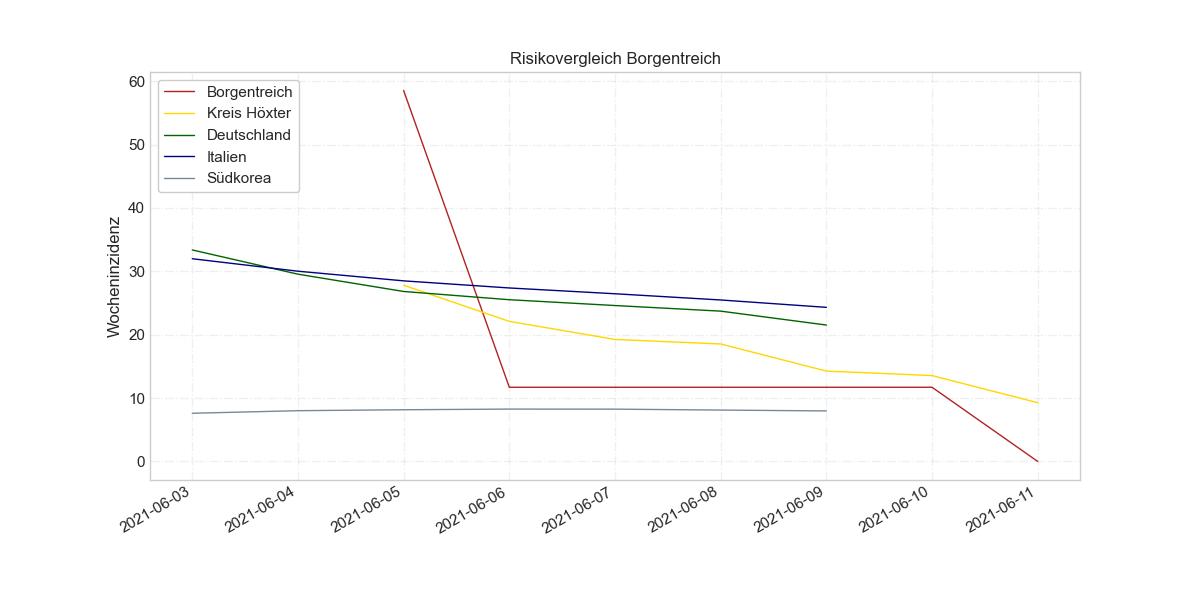 Risikovergleich Borgentreich
Borgentreich
Kreis Höxter
Deutschland
Italien
Südkorea
Wocheninzidenz
60
50
40
30
20
10
0
2021-06-03
2021-06-04
2021-06-05
2021-06-06
2021-06-07
2021-06-08
2021-06-09
2021-06-10
2021-06-11